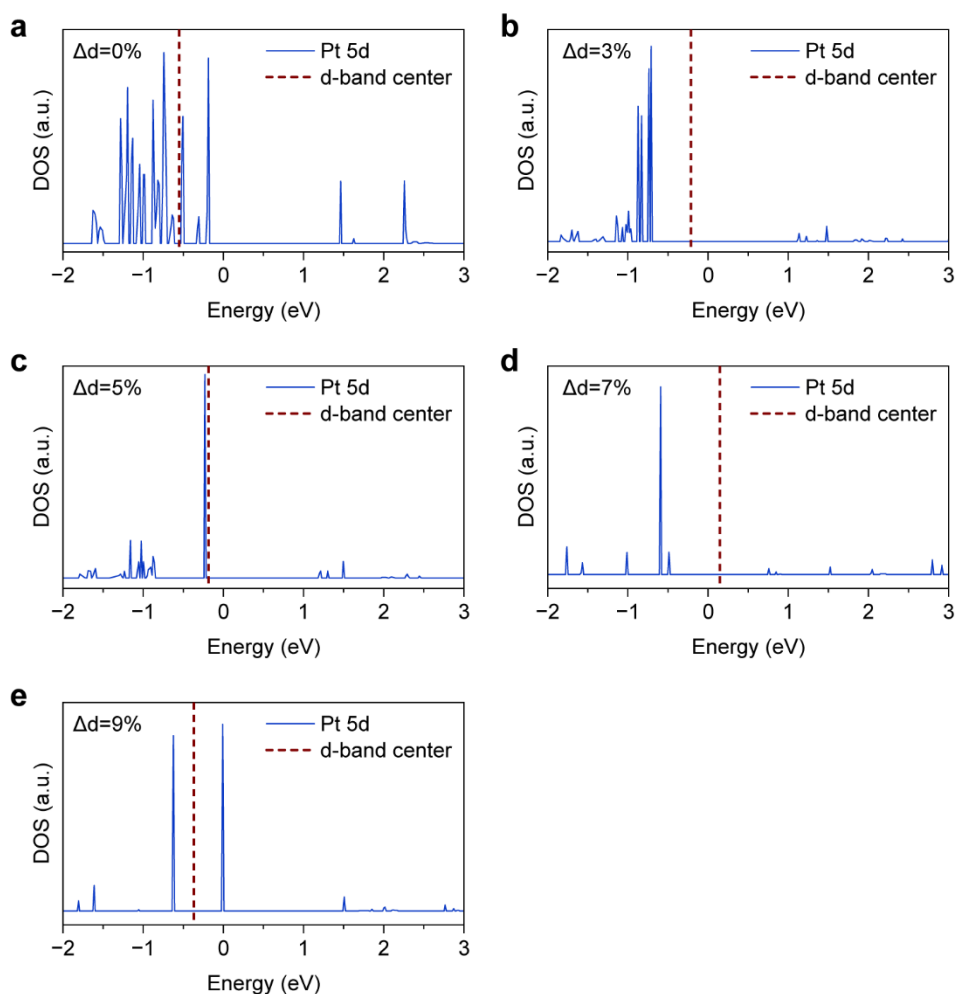 a
Δd=0%
Pt 5d
d-band center
DOS (a.u.)
−2 −1 0 1 2 3
Energy (eV)
b
Δd=3%
Pt 5d
d-band center
DOS (a.u.)
−2 −1 0 1 2 3
Energy (eV)
c
Δd=5%
Pt 5d
d-band center
DOS (a.u.)
−2 −1 0 1 2 3
Energy (eV)
d
Δd=7%
Pt 5d
d-band center
DOS (a.u.)
−2 −1 0 1 2 3
Energy (eV)
e
Δd=9%
Pt 5d
d-band center
DOS (a.u.)
−2 −1 0 1 2 3
Energy (eV)